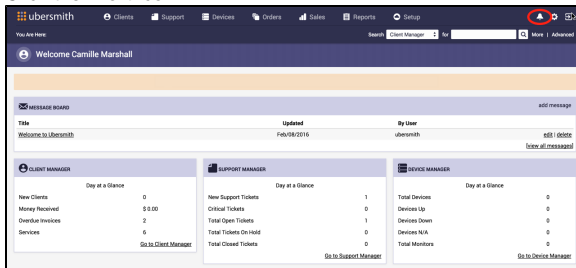 ubersmith Clients Support Devices Orders Sales Reports Setup
You Are Here: Search Client Manager for More | Advanced
Welcome Camille Marshall
MESSAGE BOARD add message
Title Updated By User
Welcome to Ubersmith Feb/08/2016 ubersmith edit | delete
[view all messages]
CLIENT MANAGER
Day at a Glance
New Clients 0
Money Received $ 0.00
Overdue Invoices 2
Services 6
Go to Client Manager
SUPPORT MANAGER
Day at a Glance
New Support Tickets 1
Critical Tickets 0
Total Open Tickets 1
Total Tickets On Hold 0
Total Closed Tickets 0
Go to Support Manager
DEVICE MANAGER
Day at a Glance
Total Devices 0
Devices Up 0
Devices Down 0
Devices N/A 0
Total Monitors 0
Go to Device Manager